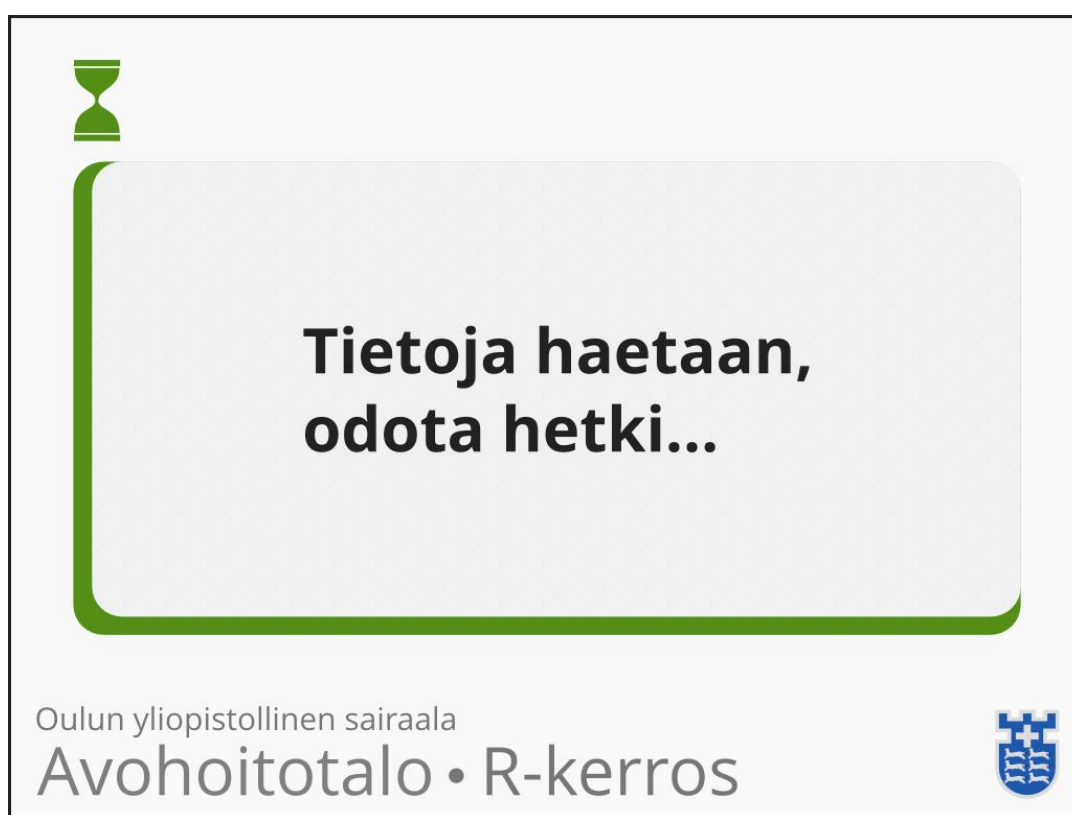 Tietoja haetaan,
odota hetki...
Oulun yliopistollinen sairaala
Avohoitotalo • R-kerros